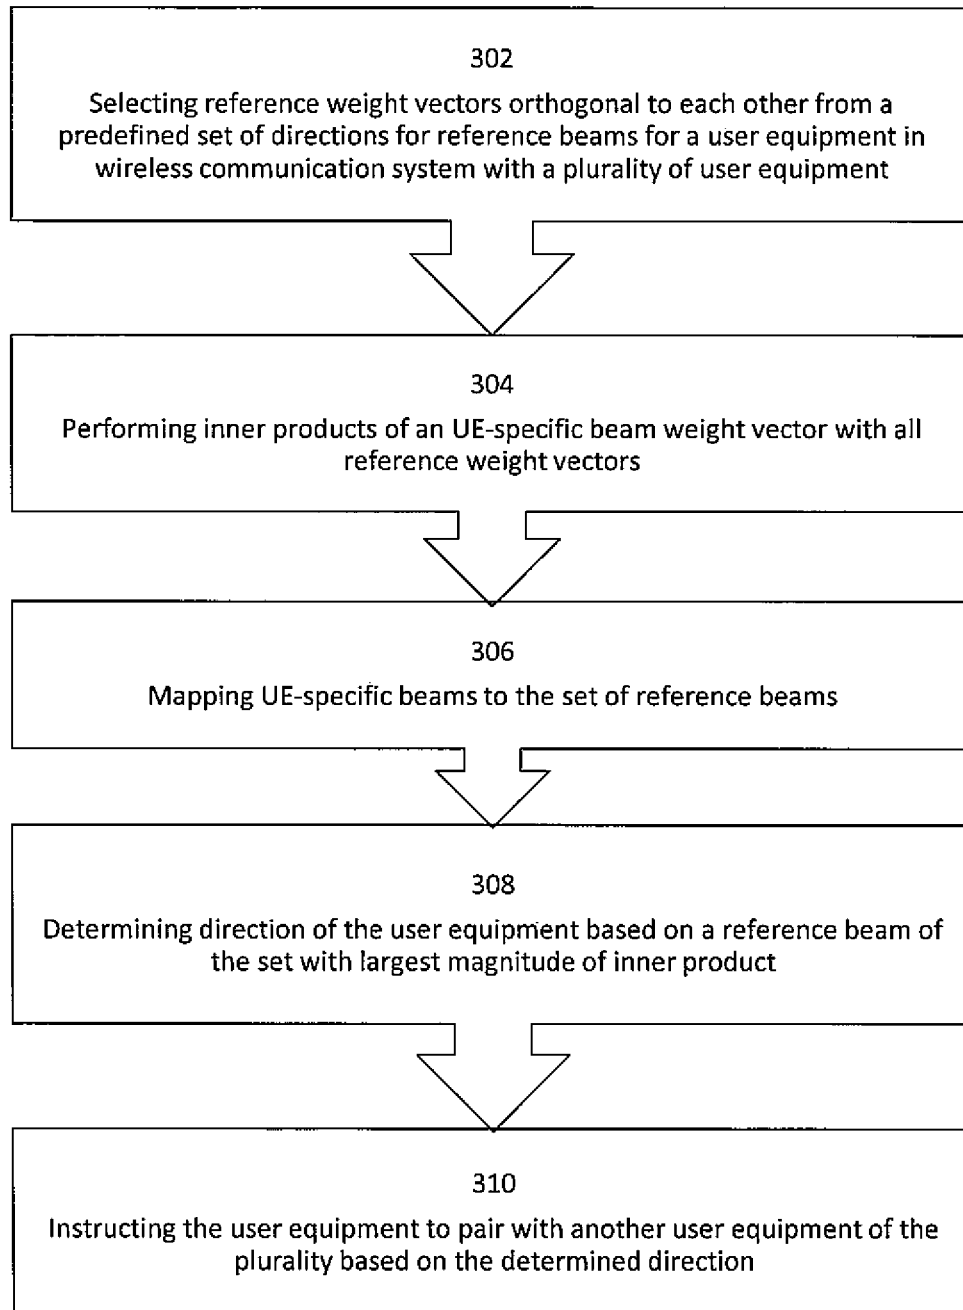 302
Selecting reference weight vectors orthogonal to each other from a
predefined set of directions for reference beams for a user equipment in
wireless communication system with a plurality of user equipment
304
Performing inner products of an UE-specific beam weight vector with all
reference weight vectors
306
Mapping UE-specific beams to the set of reference beams
308
Determining direction of the user equipment based on a reference beam of
the set with largest magnitude of inner product
310
Instructing the user equipment to pair with another user equipment of the
plurality based on the determined direction